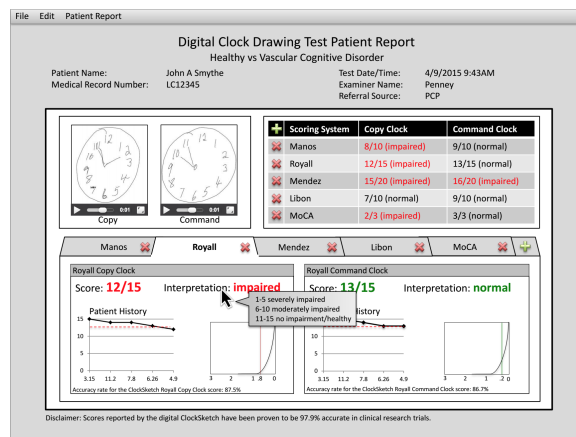 File Edit Patient Report
Digital Clock Drawing Test Patient Report
Healthy vs Vascular Cognitive Disorder
Patient Name: John A Smythe Test Date/Time: 4/9/2015 9:43AM
Medical Record Number: LC12345 Examiner Name: Penney
Referral Source: PCP
Scoring System Copy Clock Command Clock
Manos 8/10 (impaired) 9/10 (normal)
Royall 12/15 (impaired) 13/15 (normal)
Mendez 15/20 (impaired) 16/20 (impaired)
Libon 7/10 (normal) 9/10 (normal)
MoCA 2/3 (impaired) 3/3 (normal)
0:01 0:01
Copy Command
Manos Royall Mendez Libon MoCA
Royall Copy Clock Royall Command Clock
Score: 12/15 Interpretation: impaired Score: 13/15 Interpretation: normal
1-5 severely impaired
6-10 moderately impaired
11-15 no impairment/healthy
Patient History History
15 15
10 10
5 5
0 0
3.15 11.2 7.8 6.26 4.9 3 2 1 .8 0 3.15 11.2 7.8 6.26 4.9 3 2 1 .2 0
Accuracy rate for the ClockSketch Royall Copy Clock score: 87.5% Accuracy rate for the ClockSketch Royall Command Clock score: 86.7%
Disclaimer: Scores reported by the digital ClockSketch have been proven to be 97.9% accurate in clinical research trials.